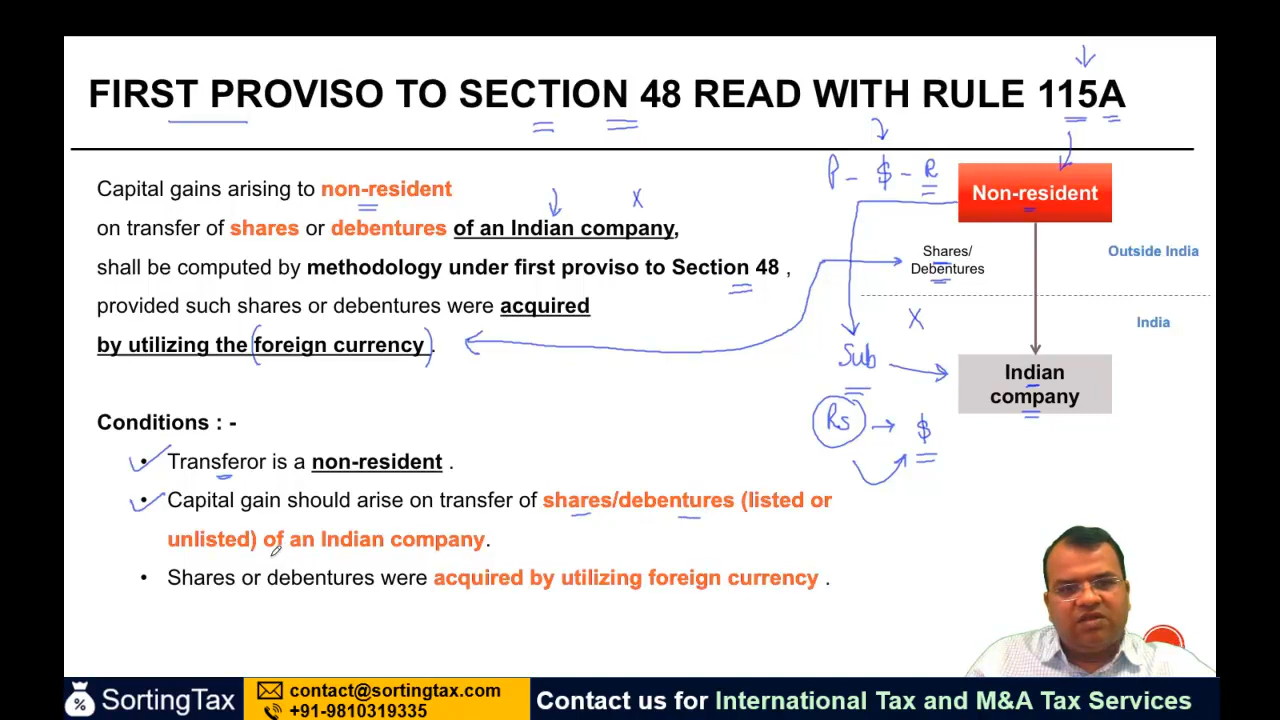 FIRST PROVISO TO SECTION 48 READ WITH RULE 115A
P - $ - R
Capital gains arising to non-resident
on transfer of shares or debentures of an Indian company,
shall be computed by methodology under first proviso to Section 48 ,
provided such shares or debentures were acquired
by utilizing the (foreign currency).
X
Non-resident
Shares/
Debentures
Outside India
India
X
Sub
Indian
company
Rs → $
Conditions : -
• Transferor is a non-resident .
• Capital gain should arise on transfer of shares/debentures (listed or
unlisted) of an Indian company.
• Shares or debentures were acquired by utilizing foreign currency .
% SortingTax
contact@sortingtax.com
+91-9810319335
Contact us for International Tax and M&A Tax Services